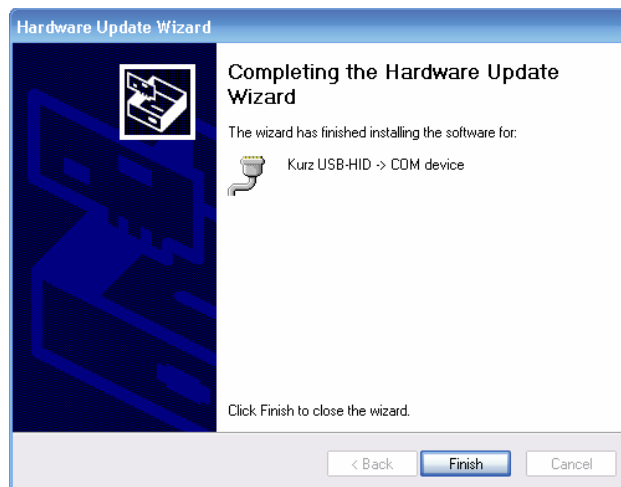 Hardware Update Wizard
Completing the Hardware Update
Wizard
The wizard has finished installing the software for:
Kurz USB-HID -> COM device
Click Finish to close the wizard.
< Back Finish Cancel